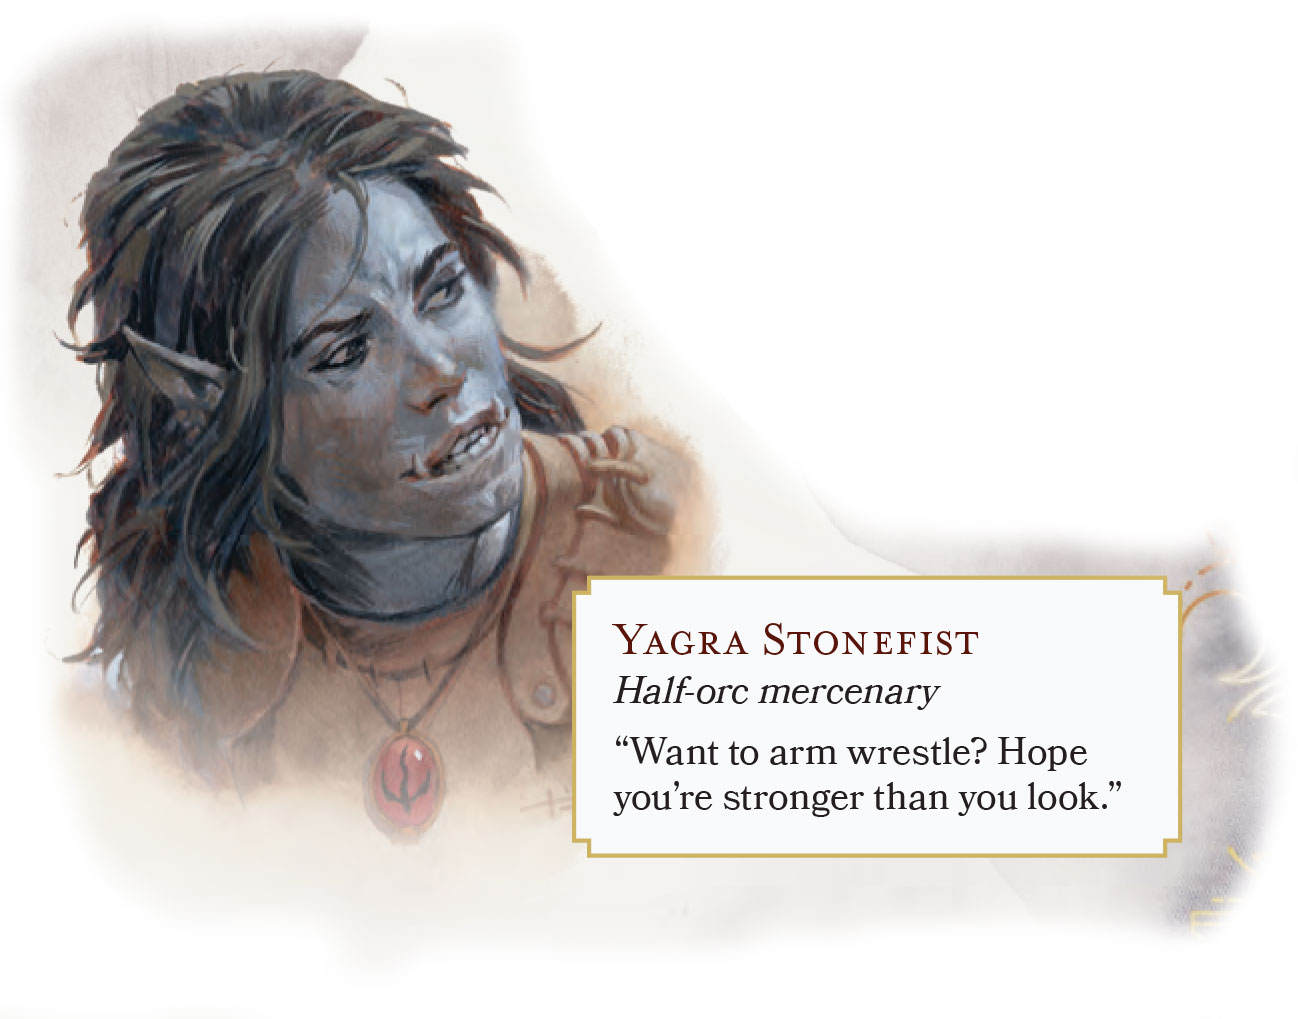 Yagra Stonefist
Half-orc mercenary
“Want to arm wrestle? Hope
you’re stronger than you look.”